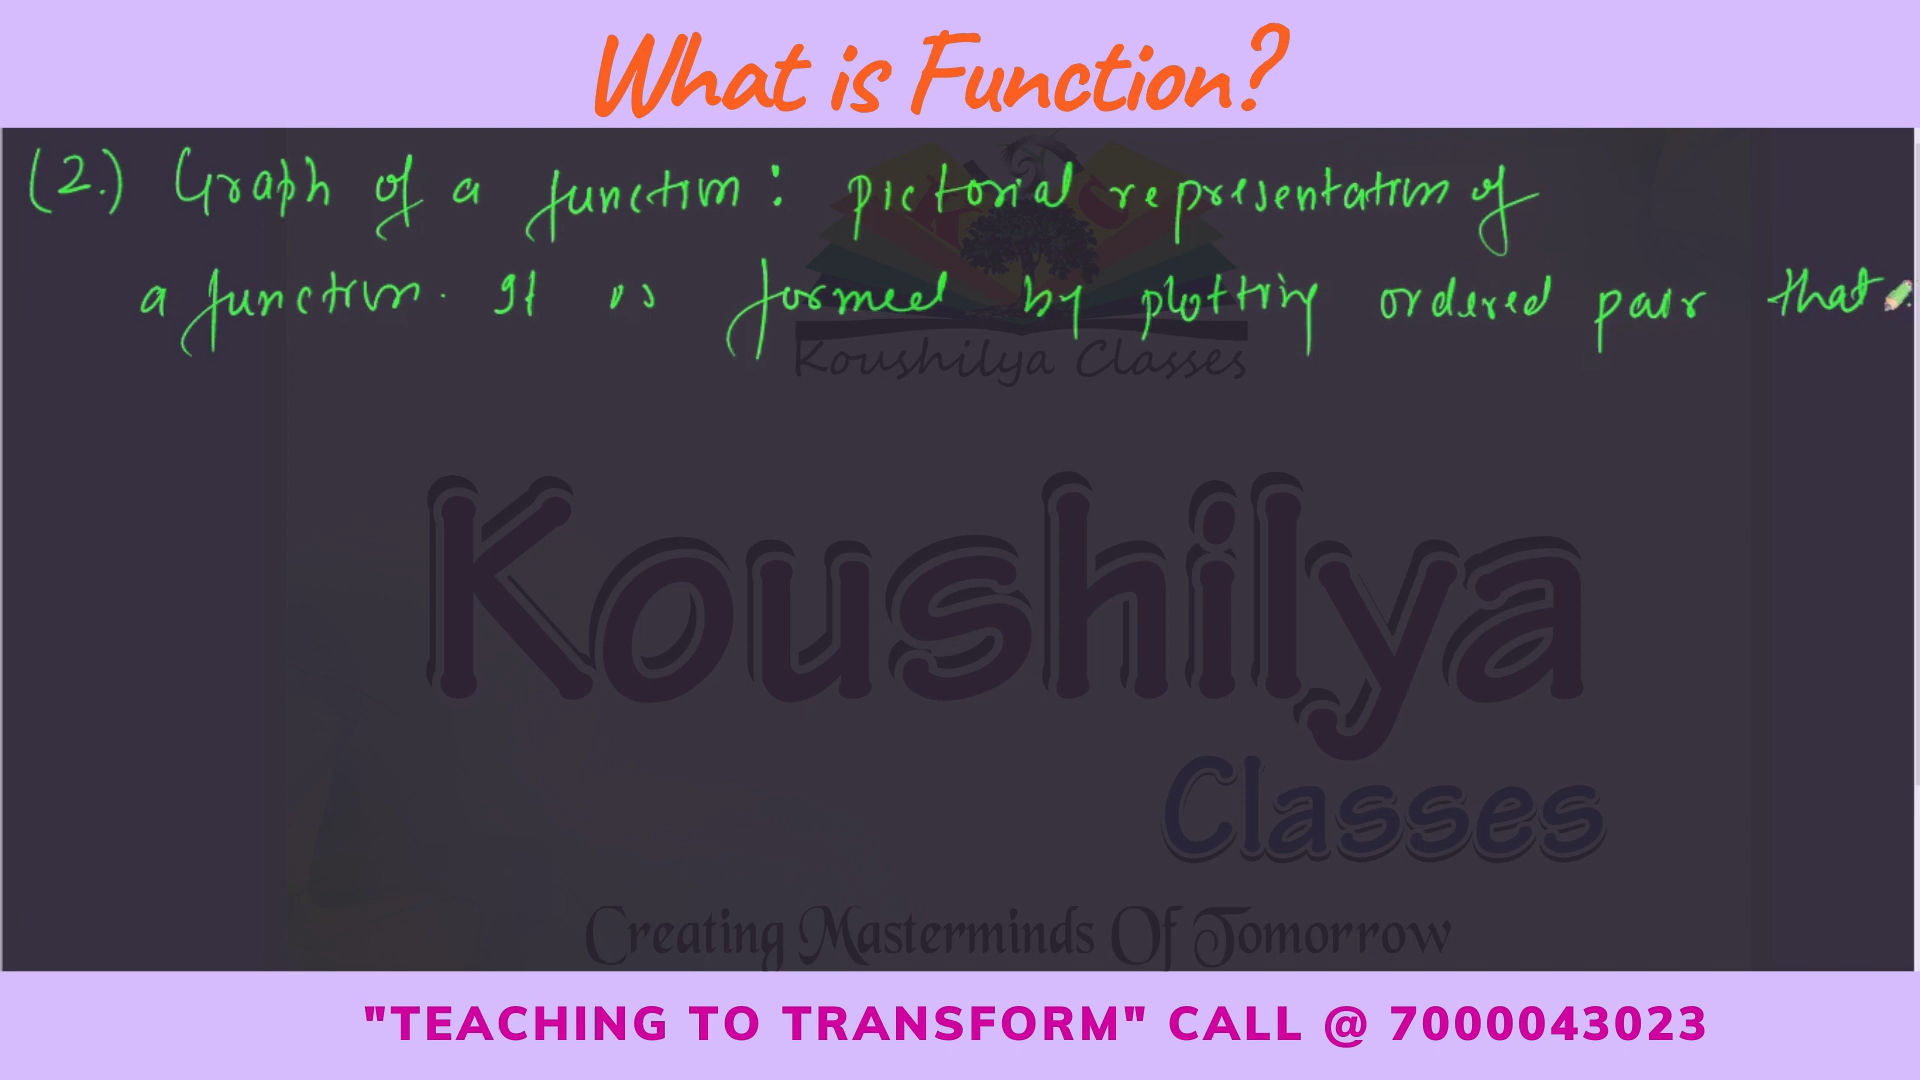 What is Function?
(2.) Graph of a function: pictorial representation of
a function. It is formed by plotting ordered pair that
Koushilya Classes
Koushilya
Classes
Creating Masterminds Of Tomorrow
"TEACHING TO TRANSFORM" CALL @ 7000043023